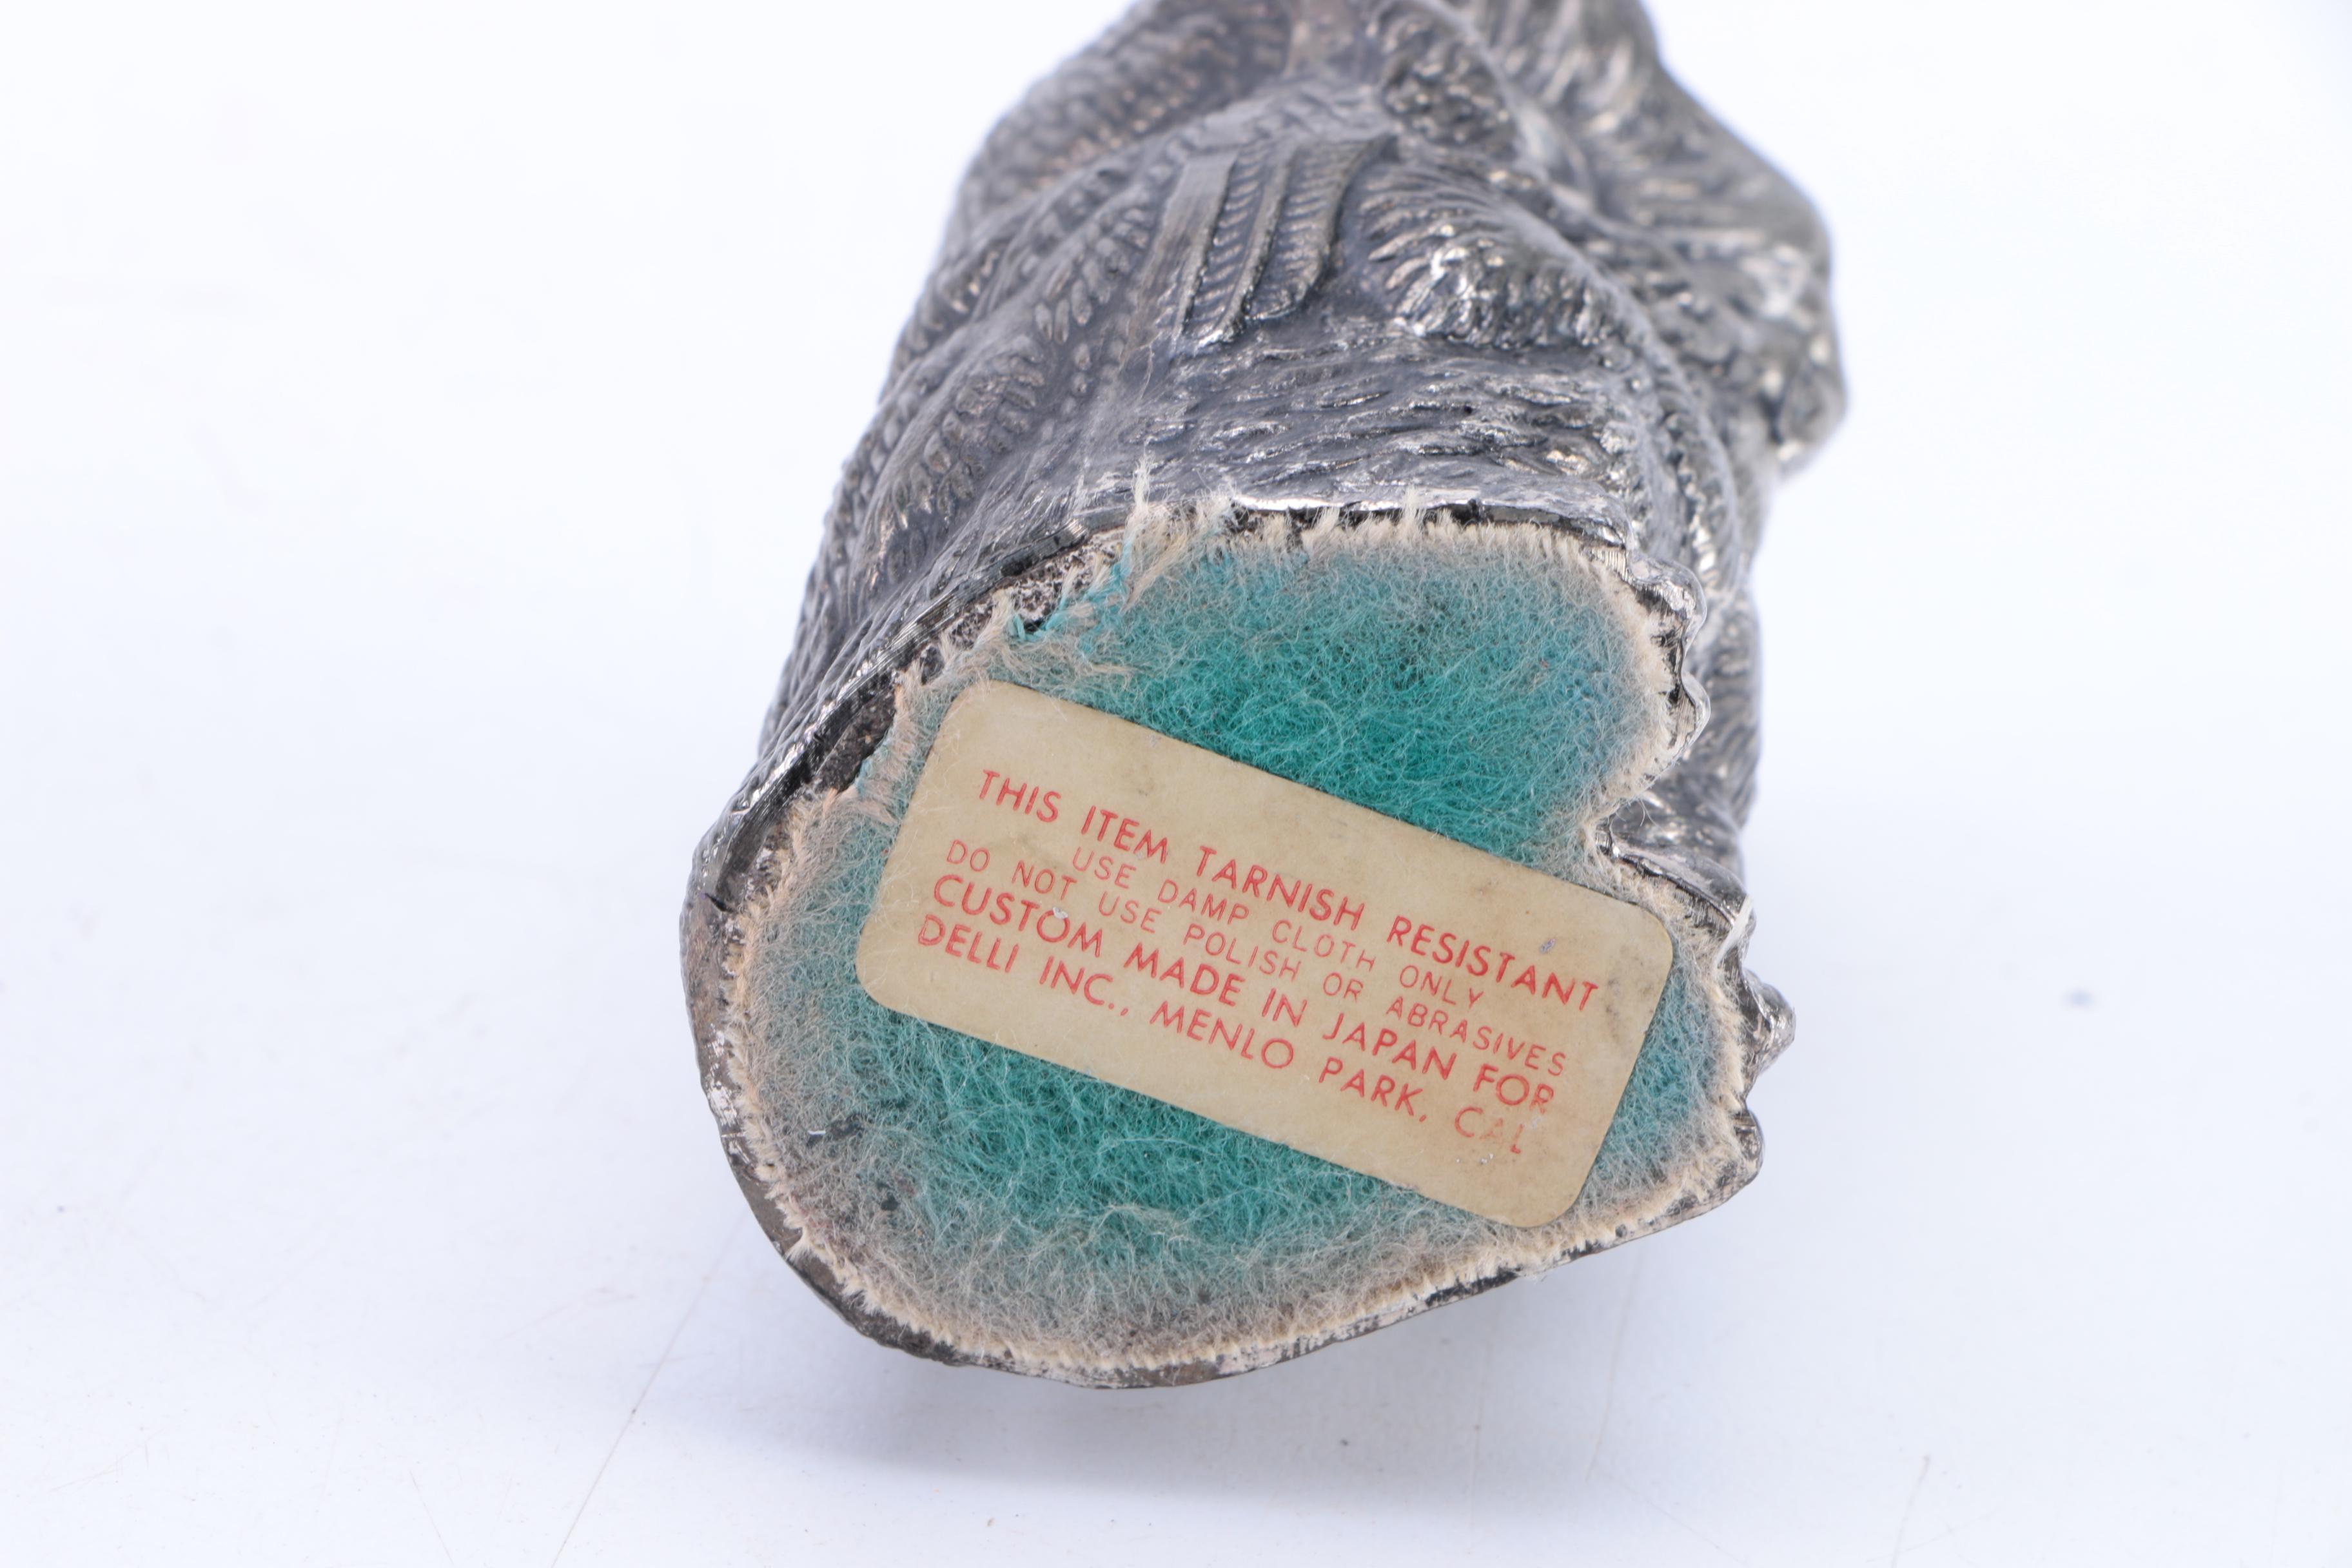 THIS ITEM TARNISH RESISTANT
USE DAMP CLOTH ONLY
DO NOT USE POLISH OR ABRASIVES
CUSTOM MADE IN JAPAN FOR
DELLI INC., MENLO PARK, CAL